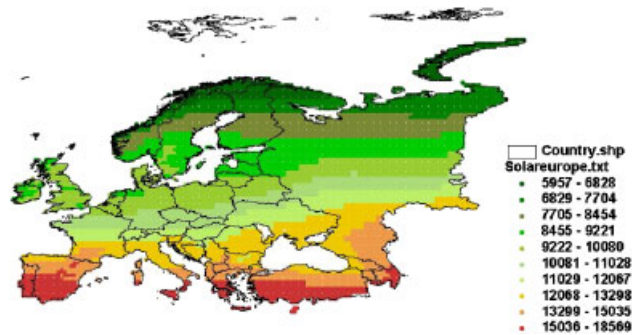 Country.shp
Solareurope.txt
5957 - 6828
6829 - 7704
7705 - 8454
8455 - 9221
9222 - 10080
10081 - 11028
11029 - 12067
12068 - 13298
13299 - 15035
15036 - 18569